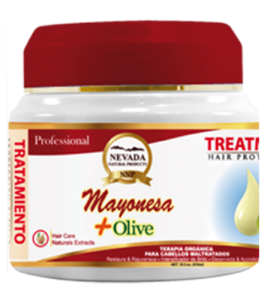 TRATAMIENTO
Professional
NEVADA
NATURAL PRODUCTS
NNP
Mayonesa
+Olive
Hair Care
Naturals Extracts
TREATM
HAIR PRO
TERAPIA ORGÁNICA
PARA CABELLOS MALTRATADOS